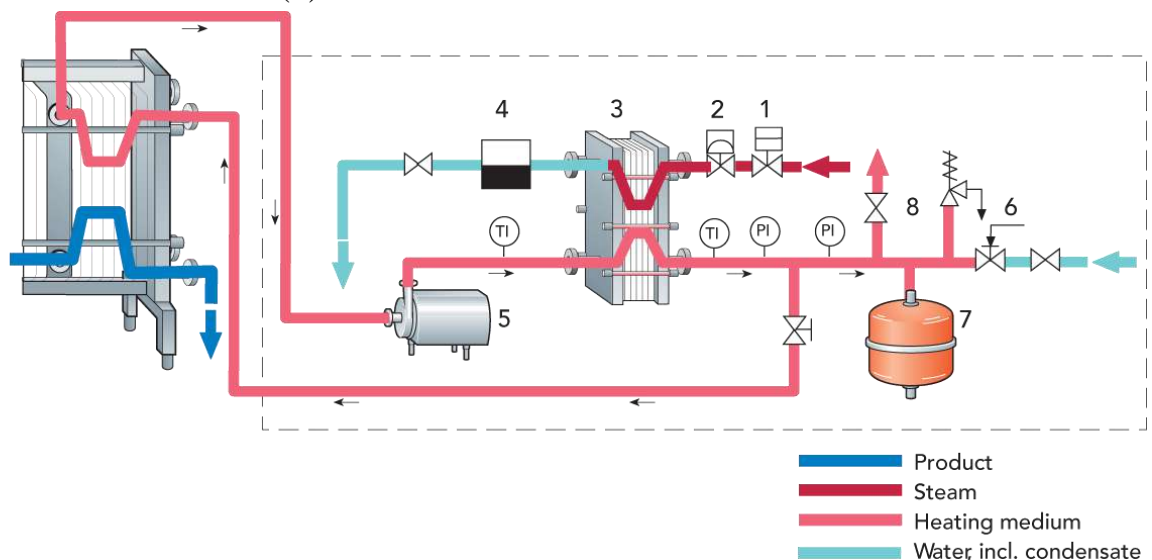 4
3
2
1
TI
TI
PI
PI
8
6
5
7
Product
Steam
Heating medium
Water, incl. condensate